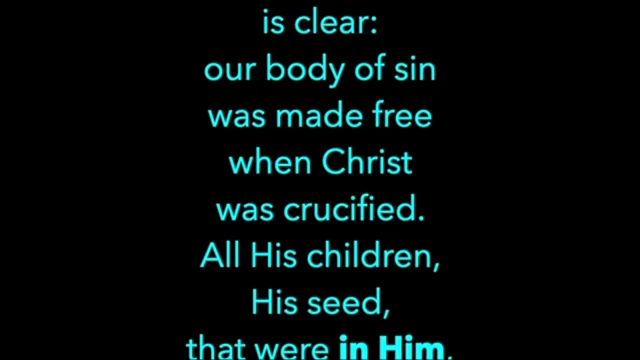 is clear:
our body of sin
was made free
when Christ
was crucified.
All His children,
His seed,
that were in Him,